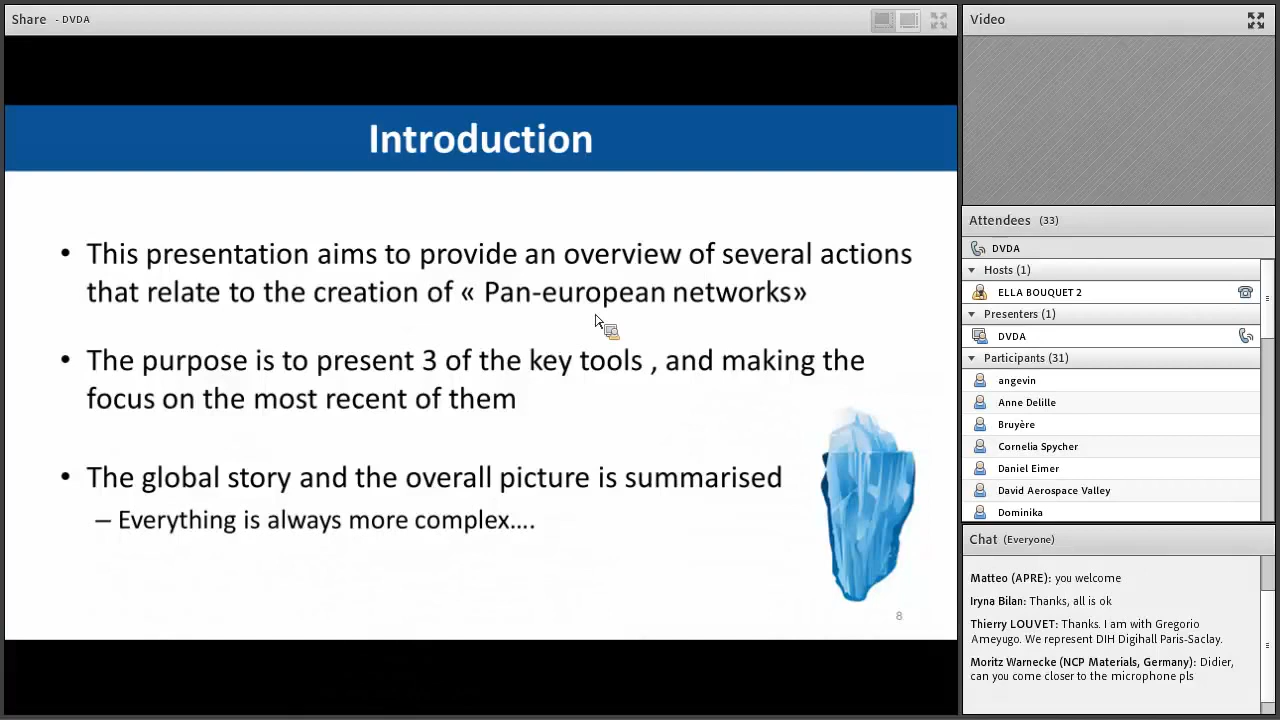 Share - DVDA
Introduction
• This presentation aims to provide an overview of several actions
that relate to the creation of « Pan-european networks»
• The purpose is to present 3 of the key tools , and making the
focus on the most recent of them
• The global story and the overall picture is summarised
– Everything is always more complex....
8
Video
Attendees (33)
DVDA
Hosts (1)
ELLA BOUQUET 2
Presenters (1)
DVDA
Participants (31)
angevin
Anne Delille
Bruyère
Cornelia Spycher
Daniel Eimer
David Aerospace Valley
Dominika
Chat (Everyone)
Matteo (APRE): you welcome
Iryna Bilan: Thanks, all is ok
Thierry LOUVET: Thanks. I am with Gregorio
Ameyugo. We represent DIH Digihall Paris-Saclay.
Moritz Warnecke (NCP Materials, Germany): Didier,
can you come closer to the microphone pls